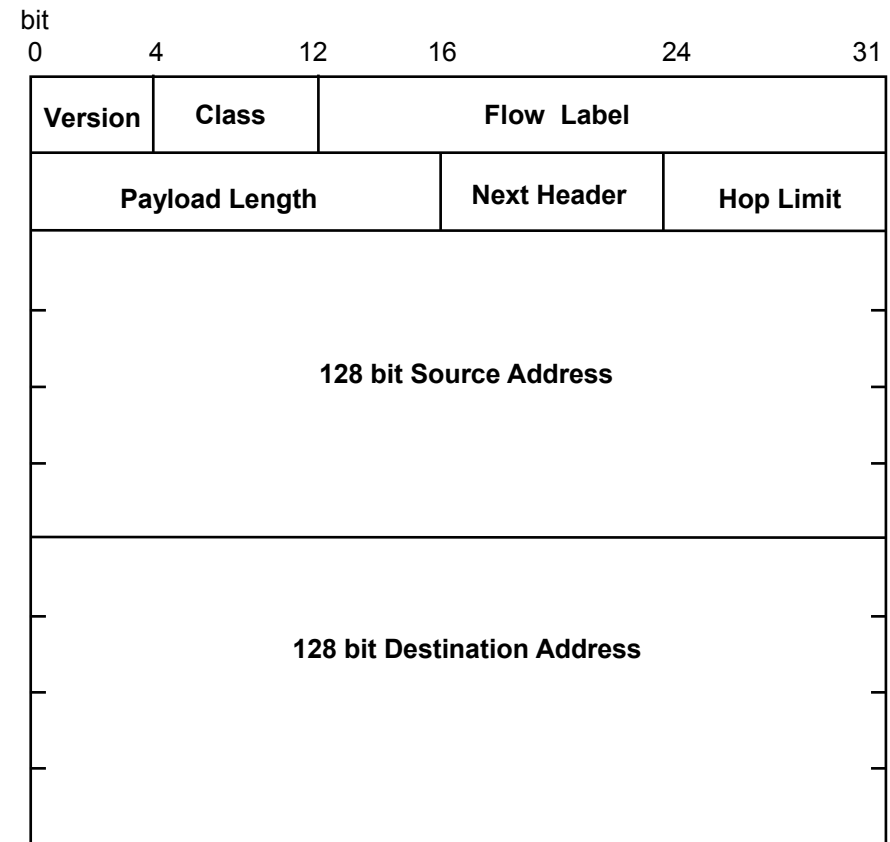 bit
0 4 12 16 24 31
Version Class Flow Label
Payload Length Next Header Hop Limit
128 bit Source Address
128 bit Destination Address